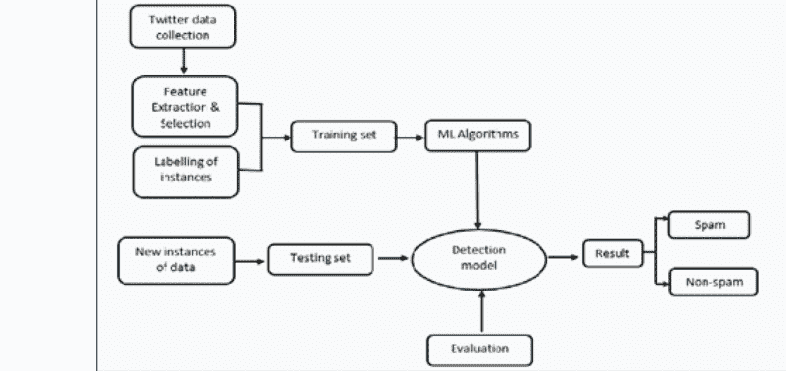 Twitter data
collection
Feature
Extraction &
Selection
Labelling of
instances
Training set
ML Algorithms
New instances
of data
Testing set
Detection
model
Result
Spam
Non-spam
Evaluation